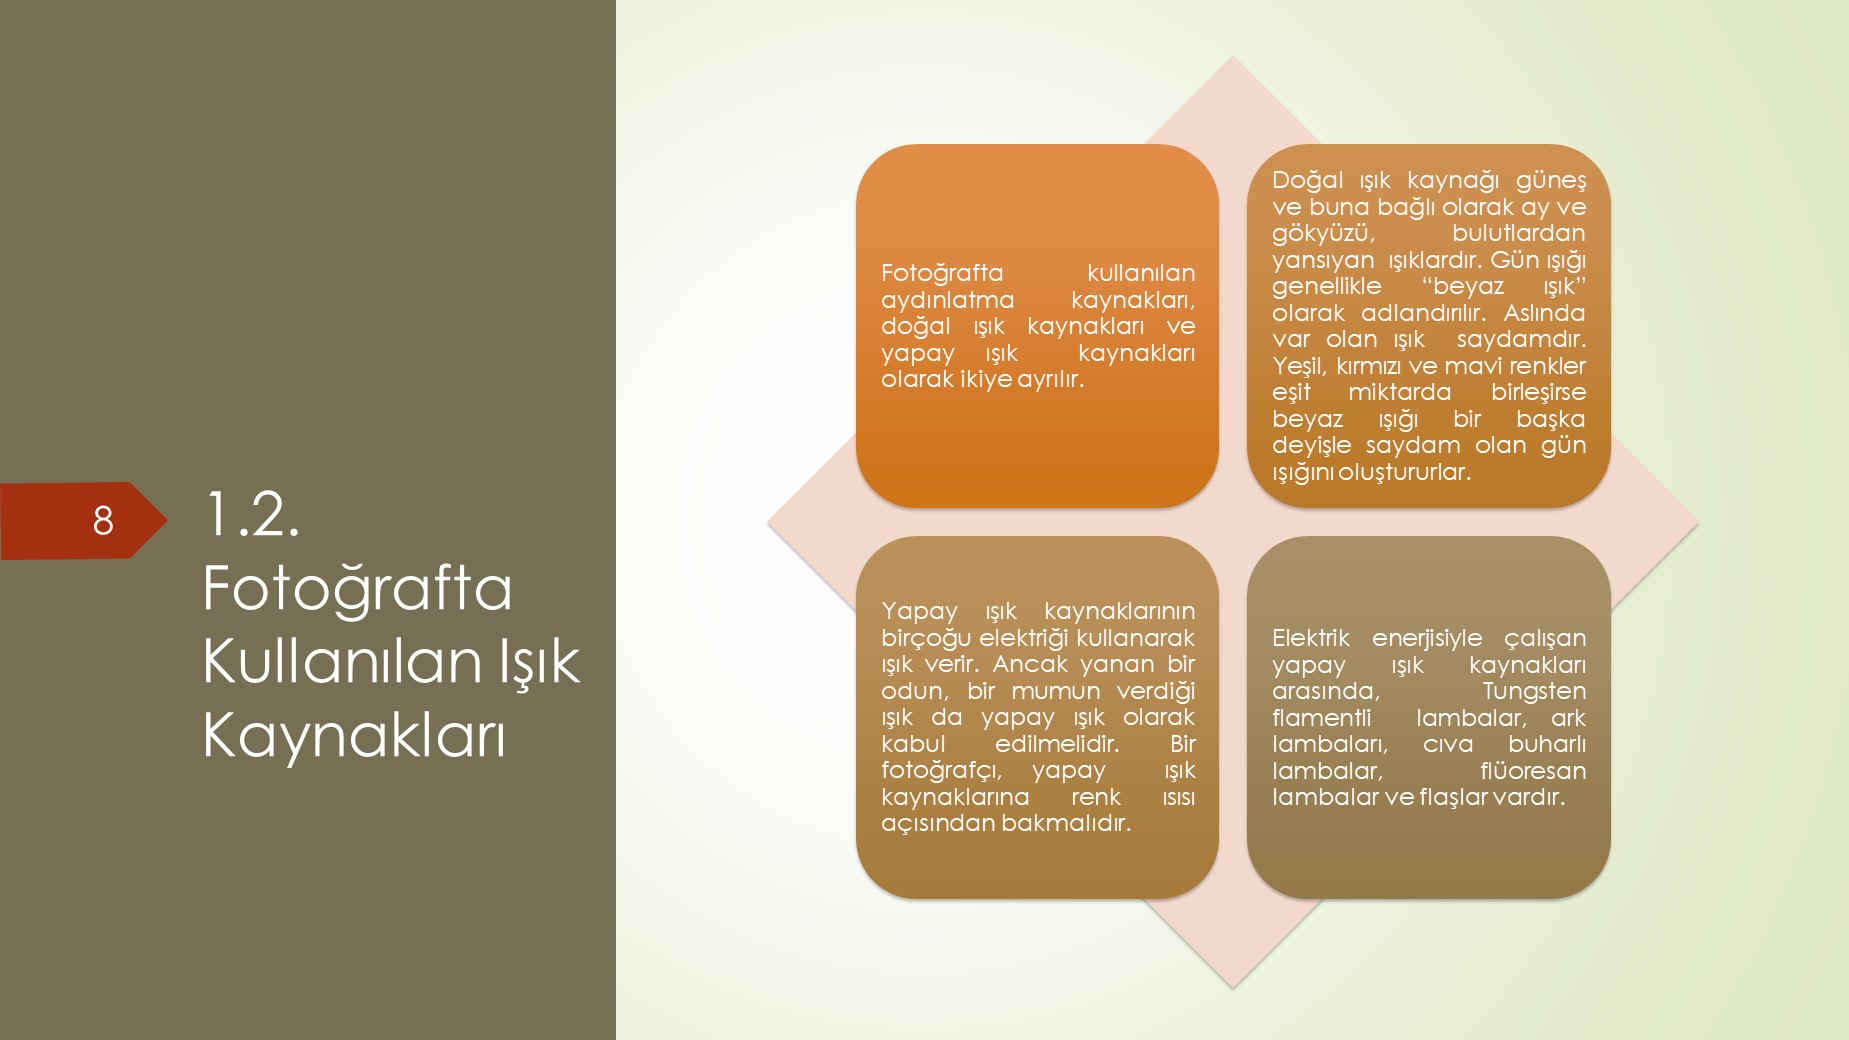 8
1.2.
Fotoğrafta
Kullanılan Işık
Kaynakları
Fotoğrafta kullanılan
aydınlatma kaynakları,
doğal ışık kaynakları ve
yapay ışık kaynakları
olarak ikiye ayrılır.
Doğal ışık kaynağı güneş
ve buna bağlı olarak ay ve
gökyüzü, bulutlardan
yansıyan ışıklardır. Gün ışığı
genellikle “beyaz ışık”
olarak adlandırılır. Aslında
var olan ışık saydamdır.
Yeşil, kırmızı ve mavi renkler
eşit miktarda birleşirse
beyaz ışığı bir başka
deyişle saydam olan gün
ışığını oluştururlar.
Yapay ışık kaynaklarının
birçoğu elektriği kullanarak
ışık verir. Ancak yanan bir
odun, bir mumun verdiği
ışık da yapay ışık olarak
kabul edilmelidir. Bir
fotoğrafçı, yapay ışık
kaynaklarına renk ısısı
açısından bakmalıdır.
Elektrik enerjisiyle çalışan
yapay ışık kaynakları
arasında, Tungsten
flamentli lambalar, ark
lambaları, cıva buharlı
lambalar, flüoresan
lambalar ve flaşlar vardır.